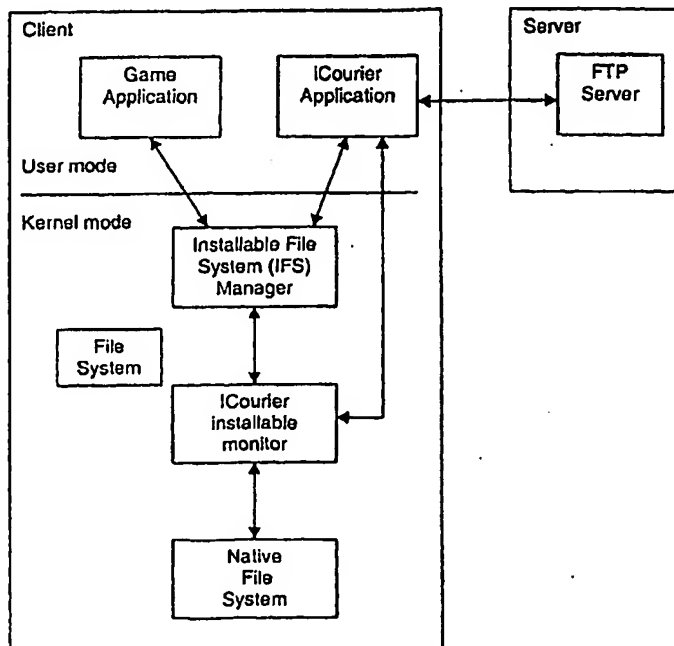 Client
Server
Game
Application
ICourier
Application
FTP
Server
User mode
Kernel mode
Installable File
System (IFS)
Manager
File
System
ICourier
installable
monitor
Native
File
System